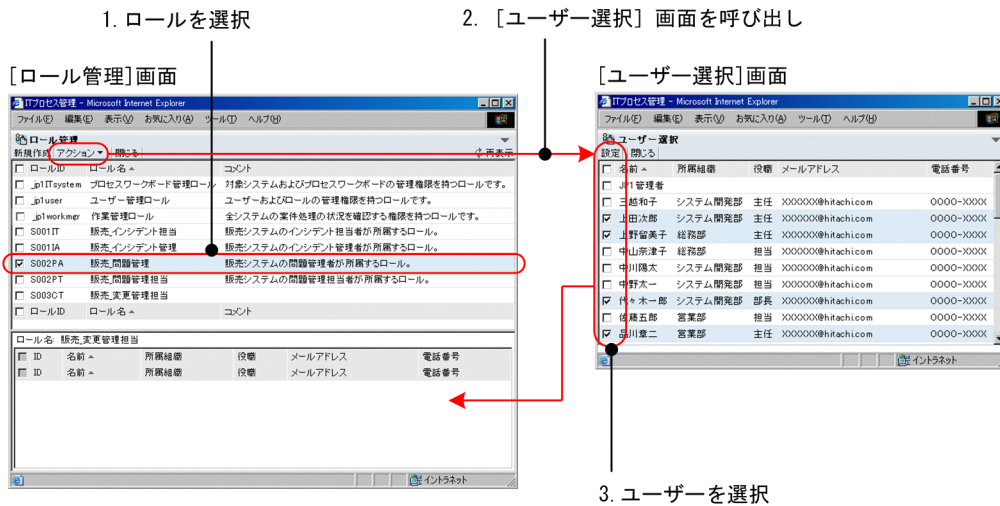 1. ロールを選択
2. [ユーザー選択] 画面を呼び出し
[ロール管理]画面
ITプロセス管理 - Microsoft Internet Explorer
ファイル(F) 編集(E) 表示(V) お気に入り(A) ツール(T) ヘルプ(H)
ロール管理
新規作成 アクション 閉じる 再表示
ロールID ロール名 コメント
_jp1ITsystem プロセスワークボード管理ロール 対象システムおよびプロセスワークボードの管理権限を持つロールです。
_jp1user ユーザー管理ロール ユーザーおよびロールの管理権限を持つロールです。
_jp1workmgr 作業管理ロール 全システムの案件処理の状況を確認する権限を持つロールです。
S001IT 販売_インシデント担当 販売システムのインシデント担当者が所属するロール。
S001IA 販売_インシデント管理 販売システムのインシデント管理者が所属するロール。
S002PA 販売_問題管理 販売システムの問題管理者が所属するロール。
S002PT 販売_問題管理担当 販売システムの問題管理担当者が所属するロール。
S003CT 販売_変更管理担当
ロールID ロール名 コメント
ロール名 販売_変更管理担当
ID 名前 所属組織 役職 メールアドレス 電話番号
ID 名前 所属組織 役職 メールアドレス 電話番号
イントラネット
[ユーザー選択]画面
ITプロセス管理 - Microsoft Internet Explorer
ファイル(F) 編集(E) 表示(V) お気に入り(A) ツール(T) ヘルプ(H)
ユーザー選択
設定 閉じる
名前 所属組織 役職 メールアドレス 電話番号
JP1管理者
三越和子 システム開発部 主任 XXXXXXX@hitachi.com OOOO-XXXX
上田次郎 システム開発部 主任 XXXXXXX@hitachi.com OOOO-XXXX
上野留美子 総務部 主任 XXXXXXX@hitachi.com OOOO-XXXX
中山奈津子 総務部 担当 XXXXXXX@hitachi.com OOOO-XXXX
中川陽太 システム開発部 担当 XXXXXXX@hitachi.com OOOO-XXXX
中野太一 システム開発部 担当 XXXXXXX@hitachi.com OOOO-XXXX
代々木一郎 システム開発部 部長 XXXXXXX@hitachi.com OOOO-XXXX
佐藤五郎 営業部 担当 XXXXXXX@hitachi.com OOOO-XXXX
品川章二 営業部 主任 XXXXXXX@hitachi.com OOOO-XXXX
イントラネット
3. ユーザーを選択